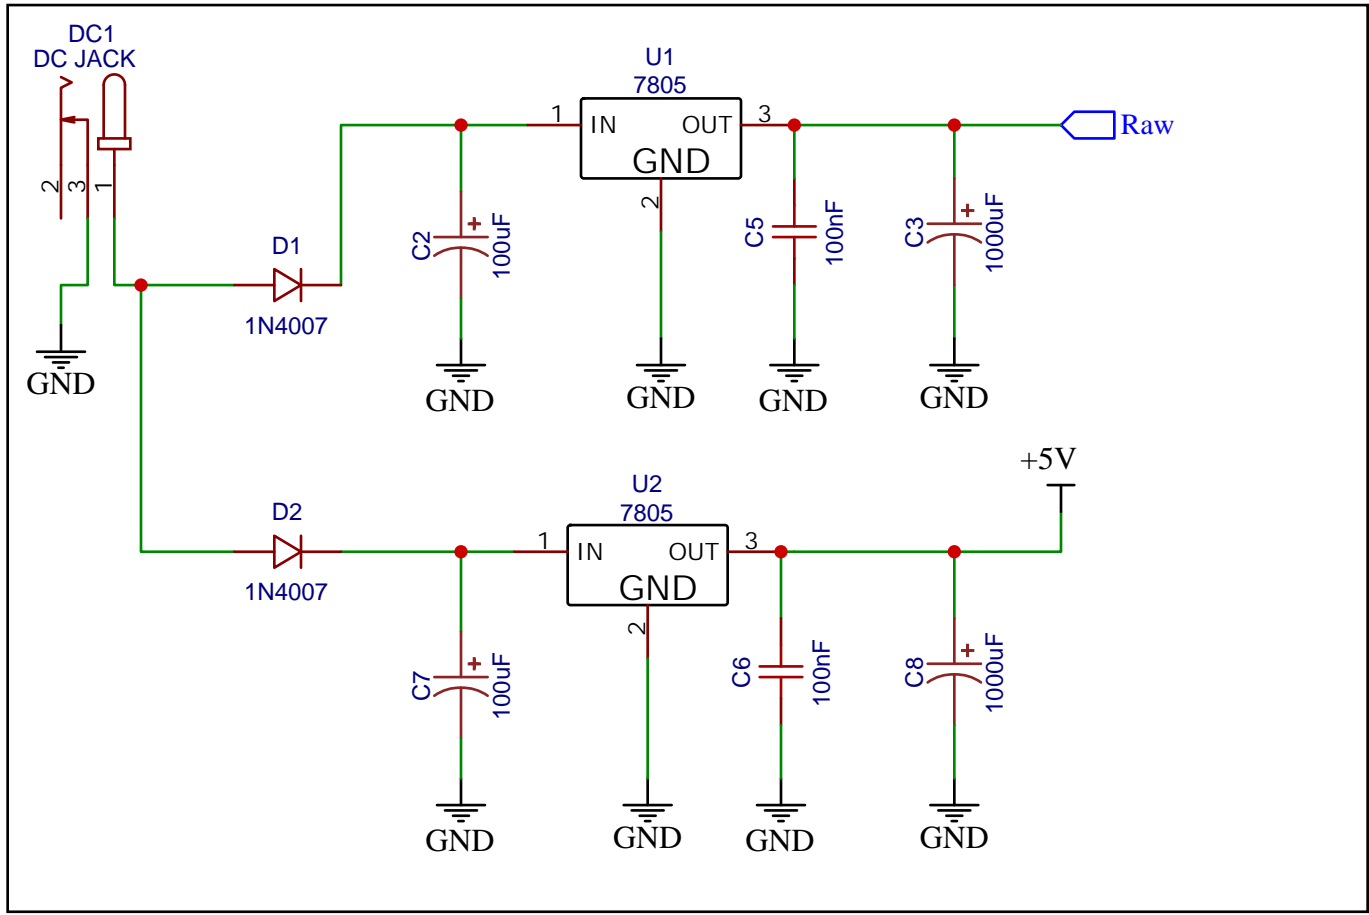 DC1
DC JACK
2
3
1
GND
D1
1N4007
C2
100uF
GND
U1
7805
1
IN
OUT
3
GND
2
GND
C5
100nF
GND
C3
1000uF
GND
Raw
D2
1N4007
C7
100uF
GND
U2
7805
1
IN
OUT
3
GND
2
GND
C6
100nF
GND
C8
1000uF
GND
+5V